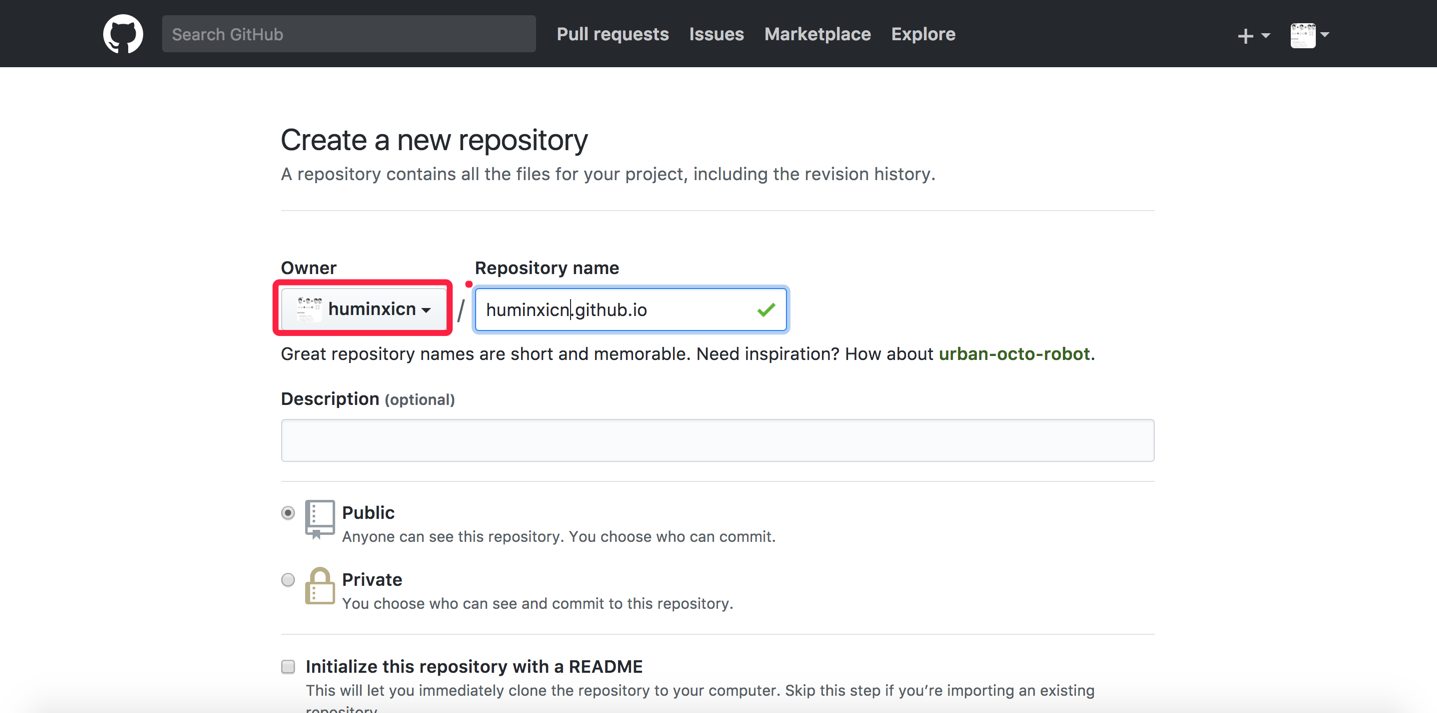 Search GitHub Pull requests Issues Marketplace Explore
Create a new repository
A repository contains all the files for your project, including the revision history.
Owner Repository name
huminxicn / huminxicn.github.io
Great repository names are short and memorable. Need inspiration? How about urban-octo-robot.
Description (optional)
Public
Anyone can see this repository. You choose who can commit.
Private
You choose who can see and commit to this repository.
Initialize this repository with a README
This will let you immediately clone the repository to your computer. Skip this step if you’re importing an existing
repository.